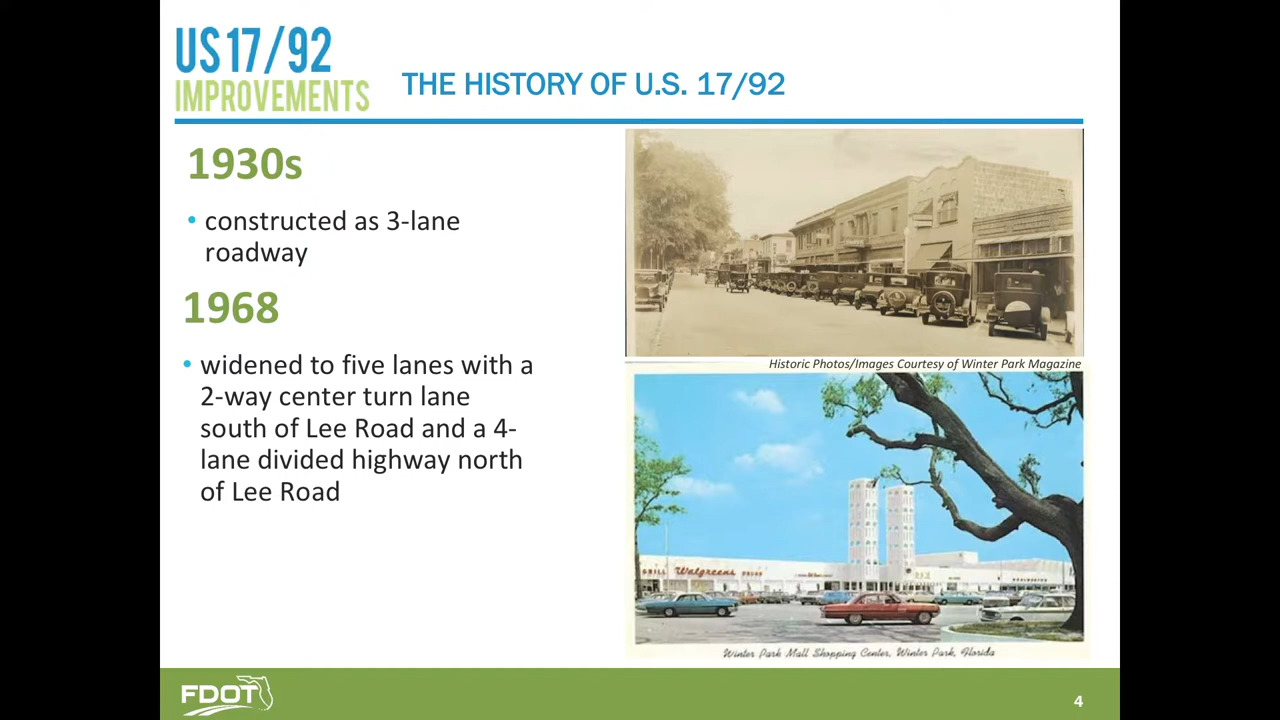 US 17/92
IMPROVEMENTS
THE HISTORY OF U.S. 17/92
1930s
• constructed as 3-lane
roadway
1968
• widened to five lanes with a
2-way center turn lane
south of Lee Road and a 4-
lane divided highway north
of Lee Road
Historic Photos/Images Courtesy of Winter Park Magazine
GRILL Walgreens DRUGS
Winter Park Mall Shopping Center, Winter Park, Florida
FDOT
4